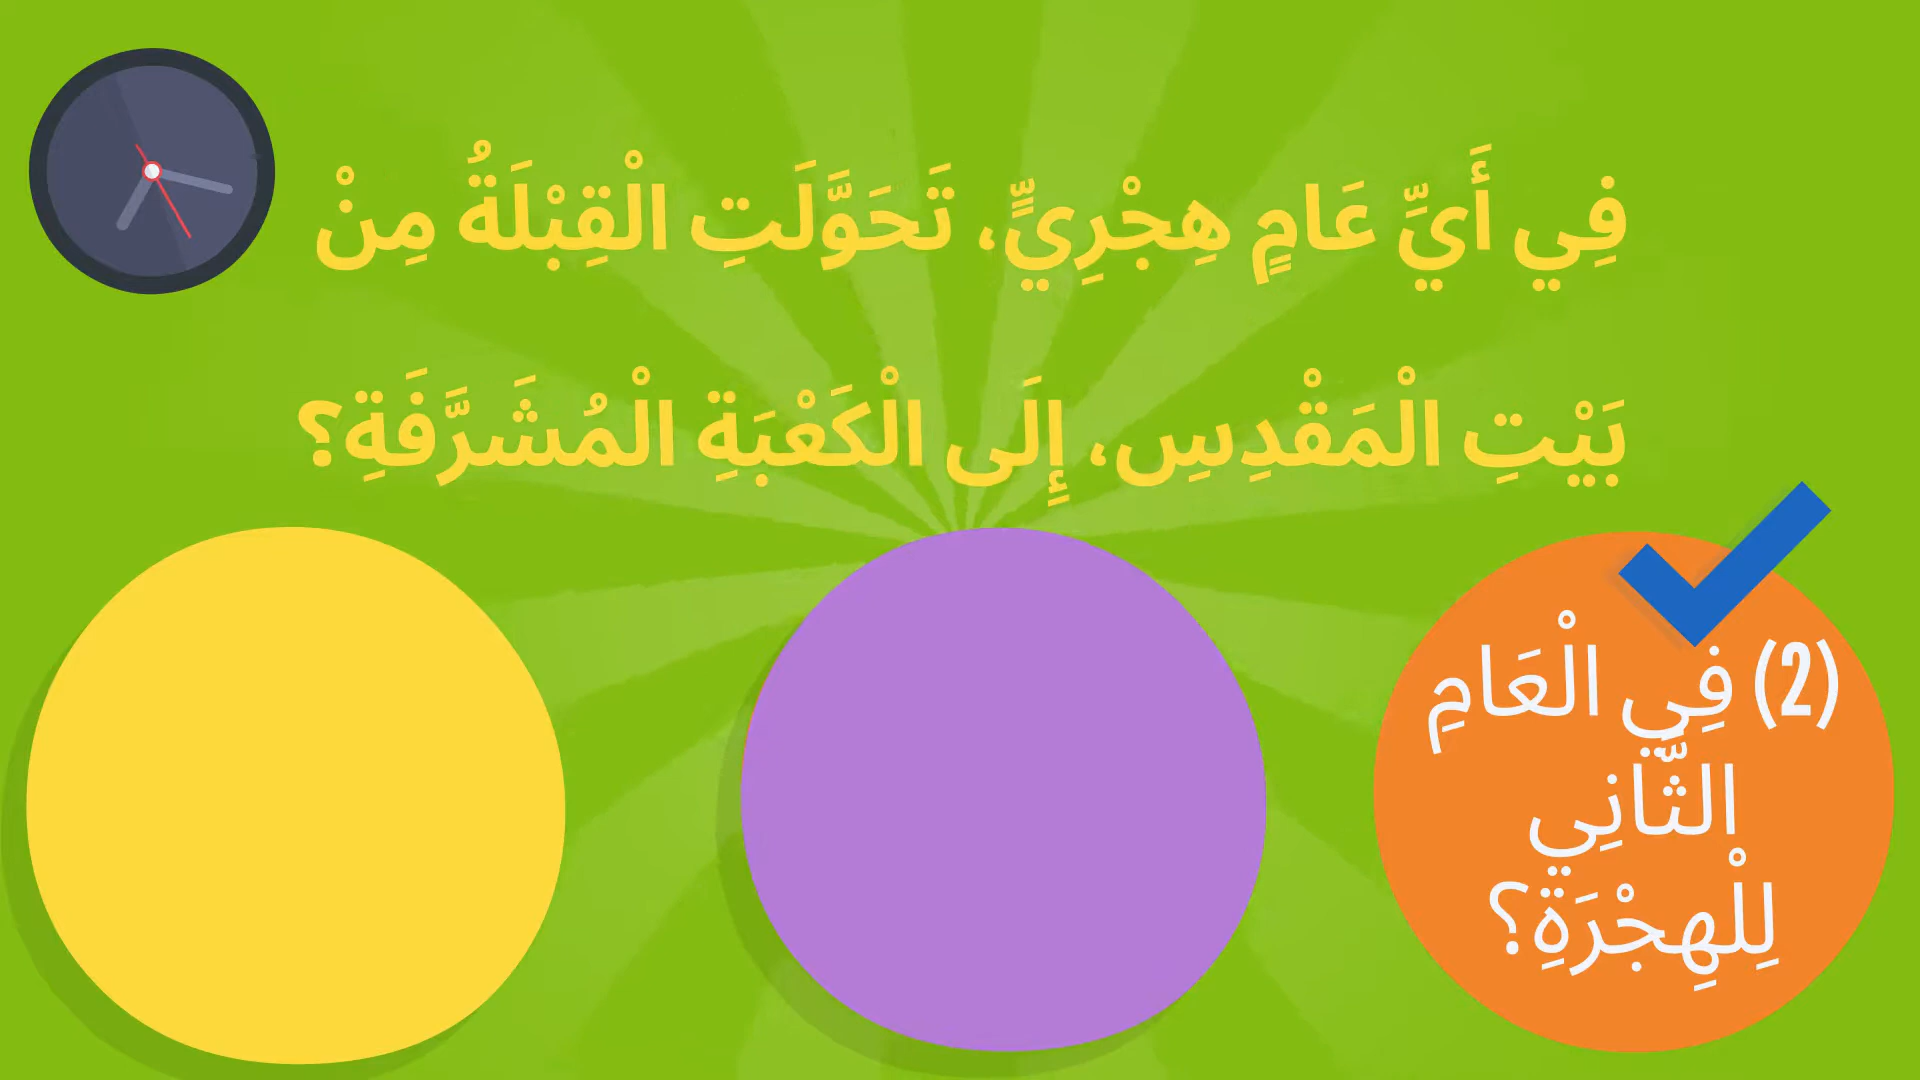 فِي أَيِّ عَامٍ هِجْرِيٍّ، تَحَوَّلَتِ الْقِبْلَةُ مِنْ
بَيْتِ الْمَقْدِسِ، إِلَى الْكَعْبَةِ الْمُشَرَّفَةِ؟
(2) فِي الْعَامِ
الثَّانِي
لِلْهِجْرَةِ؟